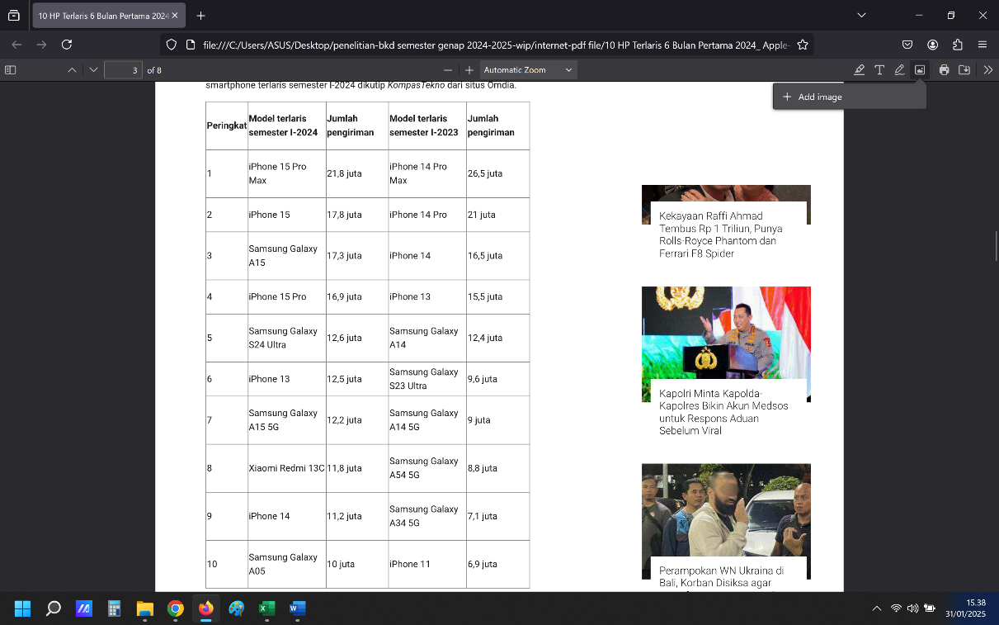 10 HP Terlaris 6 Bulan Pertama 2024
file:///C:/Users/ASUS/Desktop/penelitian-bkd semester genap 2024-2025-wip/internet-pdf file/10 HP Terlaris 6 Bulan Pertama 2024_ Apple-
3 of 8
Automatic Zoom
Add image
smartphone terlaris semester I-2024 dikutip KompasTekno dari situs Omdia.
Peringkat Model terlaris semester I-2024 Jumlah pengiriman Model terlaris semester I-2023 Jumlah pengiriman
1 iPhone 15 Pro Max 21,8 juta iPhone 14 Pro Max 26,5 juta
2 iPhone 15 17,8 juta iPhone 14 Pro 21 juta
3 Samsung Galaxy A15 17,3 juta iPhone 14 16,5 juta
4 iPhone 15 Pro 16,9 juta iPhone 13 15,5 juta
5 Samsung Galaxy S24 Ultra 12,6 juta Samsung Galaxy A14 12,4 juta
6 iPhone 13 12,5 juta Samsung Galaxy S23 Ultra 9,6 juta
7 Samsung Galaxy A15 5G 12,2 juta Samsung Galaxy A14 5G 9 juta
8 Xiaomi Redmi 13C 11,8 juta Samsung Galaxy A54 5G 8,8 juta
9 iPhone 14 11,2 juta Samsung Galaxy A34 5G 7,1 juta
10 Samsung Galaxy A05 10 juta iPhone 11 6,9 juta
Kekayaan Raffi Ahmad
Tembus Rp 1 Triliun, Punya
Rolls-Royce Phantom dan
Ferrari F8 Spider
Kapolri Minta Kapolda-
Kapolres Bikin Akun Medsos
untuk Respons Aduan
Sebelum Viral
Perampokan WN Ukraina di
Bali, Korban Disiksa agar
15.38
31/01/2025